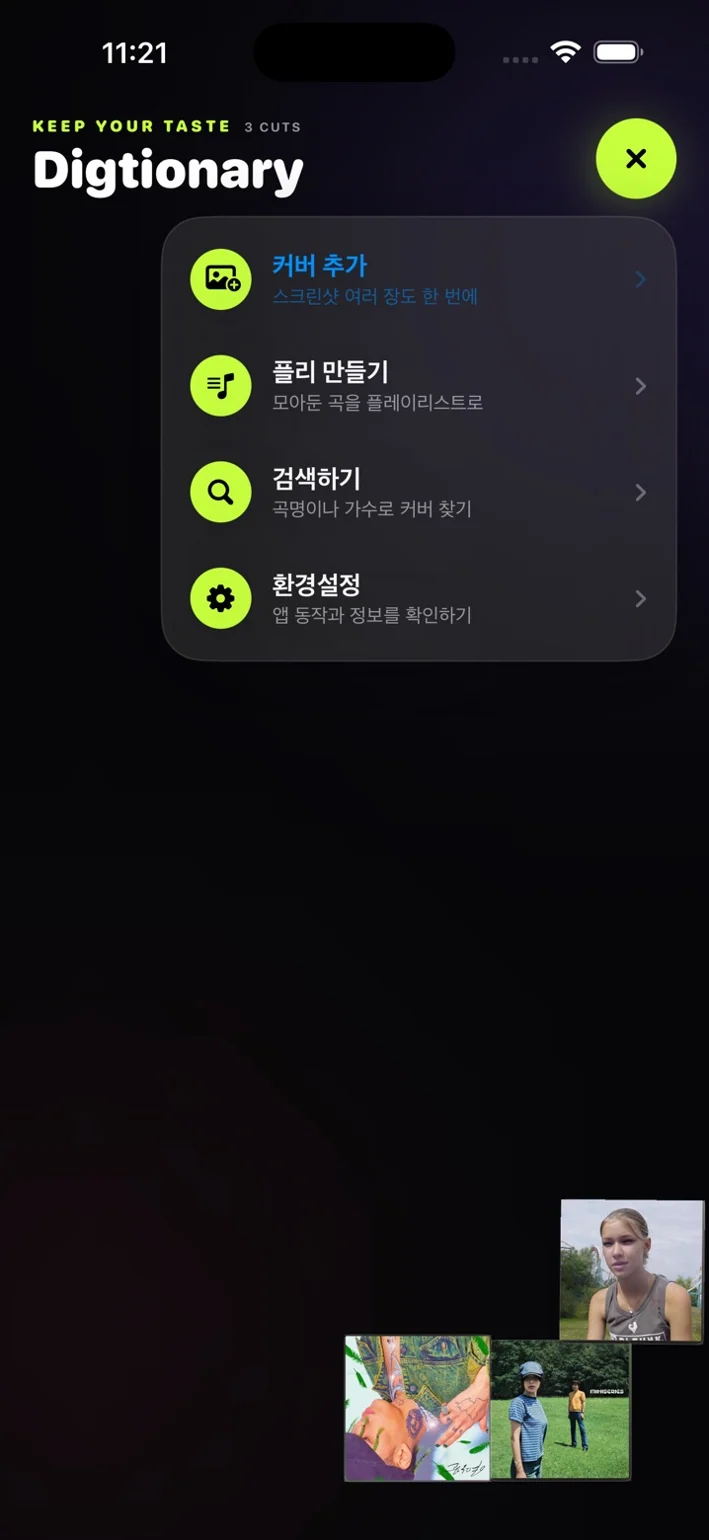 11:21
KEEP YOUR TASTE 3 CUTS
Digtionary
커버 추가
스크린샷 여러 장도 한 번에
플리 만들기
모아둔 곡을 플레이리스트로
검색하기
곡명이나 가수로 커버 찾기
환경설정
앱 동작과 정보를 확인하기
MINISERIES